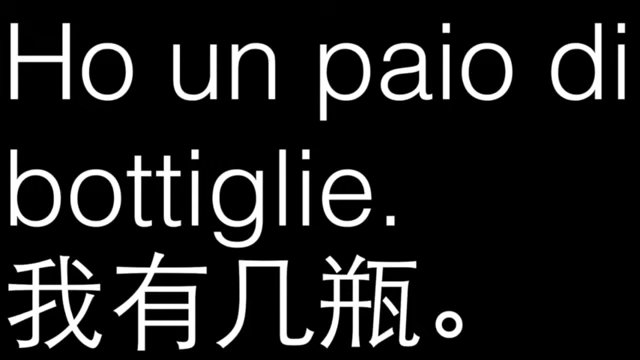 Ho un paio di
bottiglie.
我有几瓶。